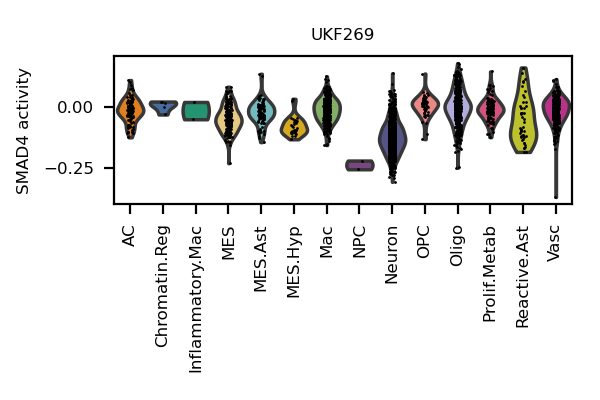 UKF269
SMAD4 activity
0.00
−0.25
AC
Chromatin.Reg
Inflammatory.Mac
MES
MES.Ast
MES.Hyp
Mac
NPC
Neuron
OPC
Oligo
Prolif.Metab
Reactive.Ast
Vasc